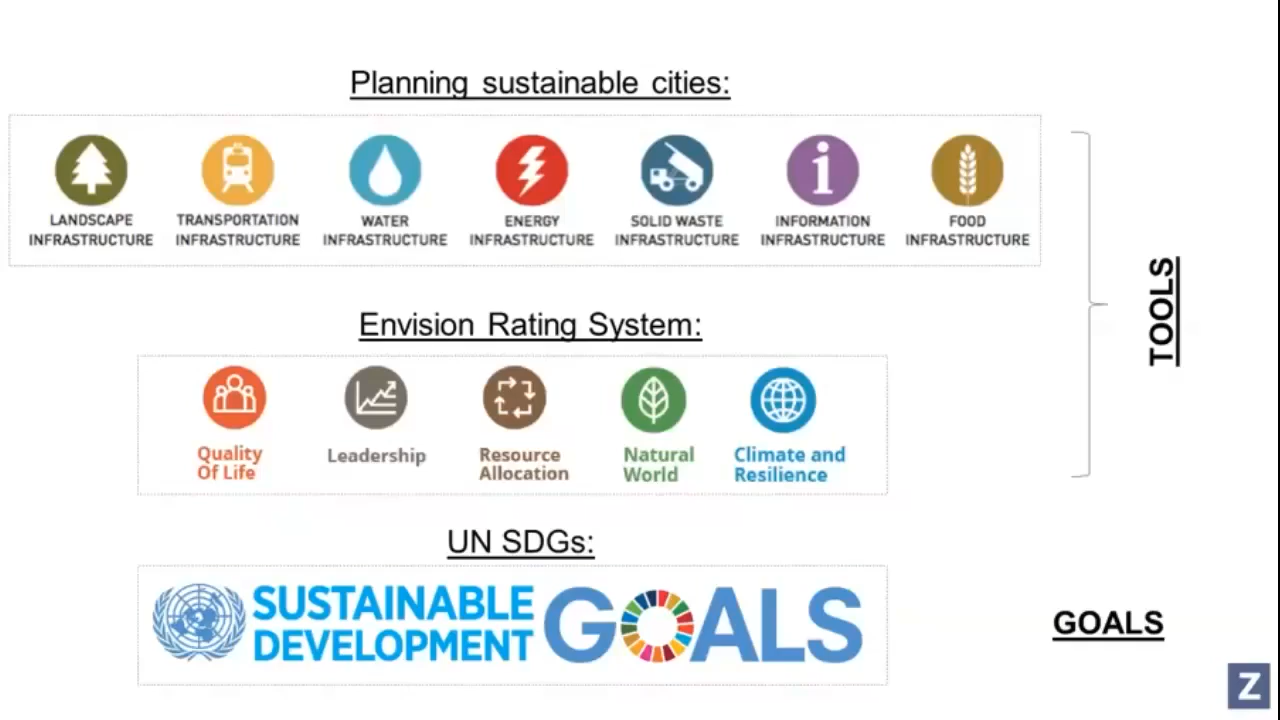 Planning sustainable cities:
LANDSCAPE
INFRASTRUCTURE
TRANSPORTATION
INFRASTRUCTURE
WATER
INFRASTRUCTURE
ENERGY
INFRASTRUCTURE
SOLID WASTE
INFRASTRUCTURE
INFORMATION
INFRASTRUCTURE
FOOD
INFRASTRUCTURE
TOOLS
Envision Rating System:
Quality
Of Life
Leadership
Resource
Allocation
Natural
World
Climate and
Resilience
UN SDGs:
SUSTAINABLE
DEVELOPMENT
GOALS
GOALS
Z